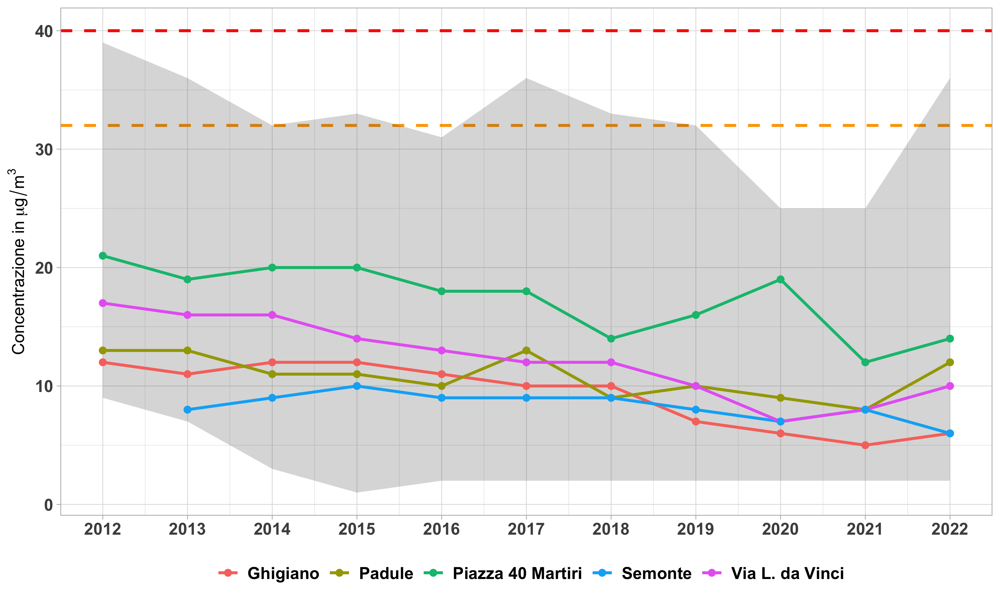 Concentrazione in μg/m³
40
30
20
10
0
2012 2013 2014 2015 2016 2017 2018 2019 2020 2021 2022
Ghigiano Padule Piazza 40 Martiri Semonte Via L. da Vinci